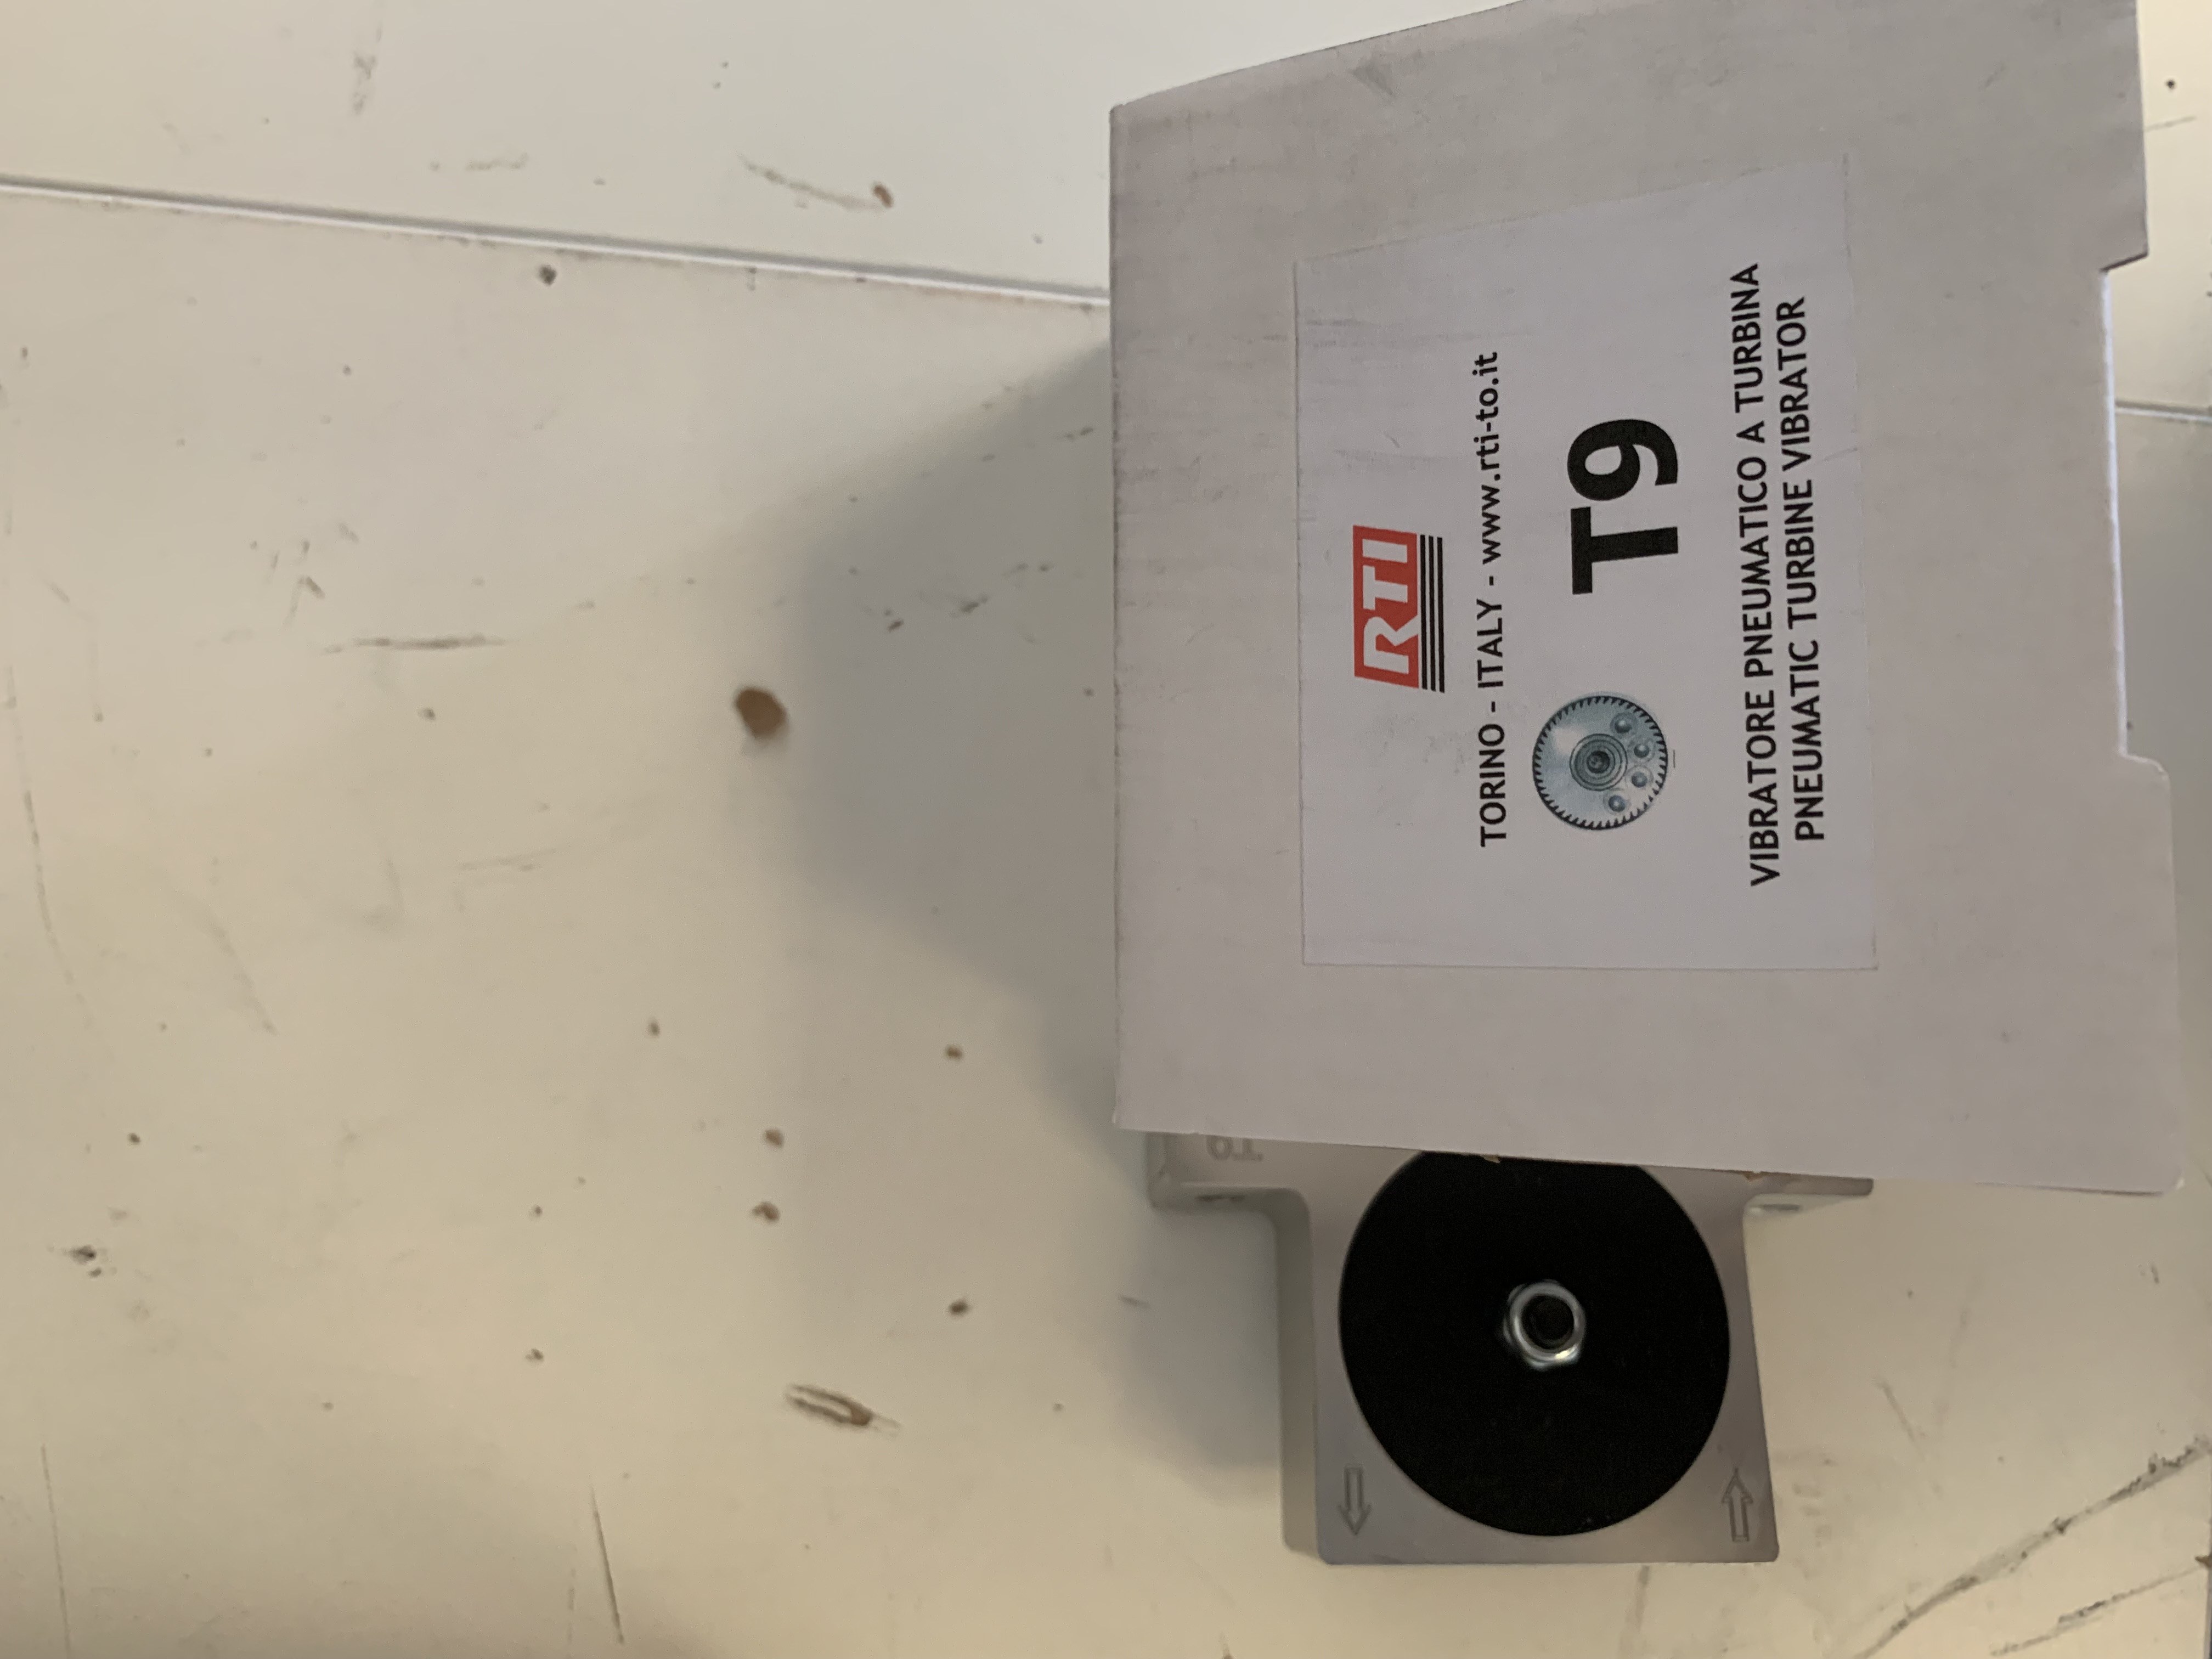 RTI
TORINO - ITALY - www.rti-to.it
T9
VIBRATORE PNEUMATICO A TURBINA
PNEUMATIC TURBINE VIBRATOR